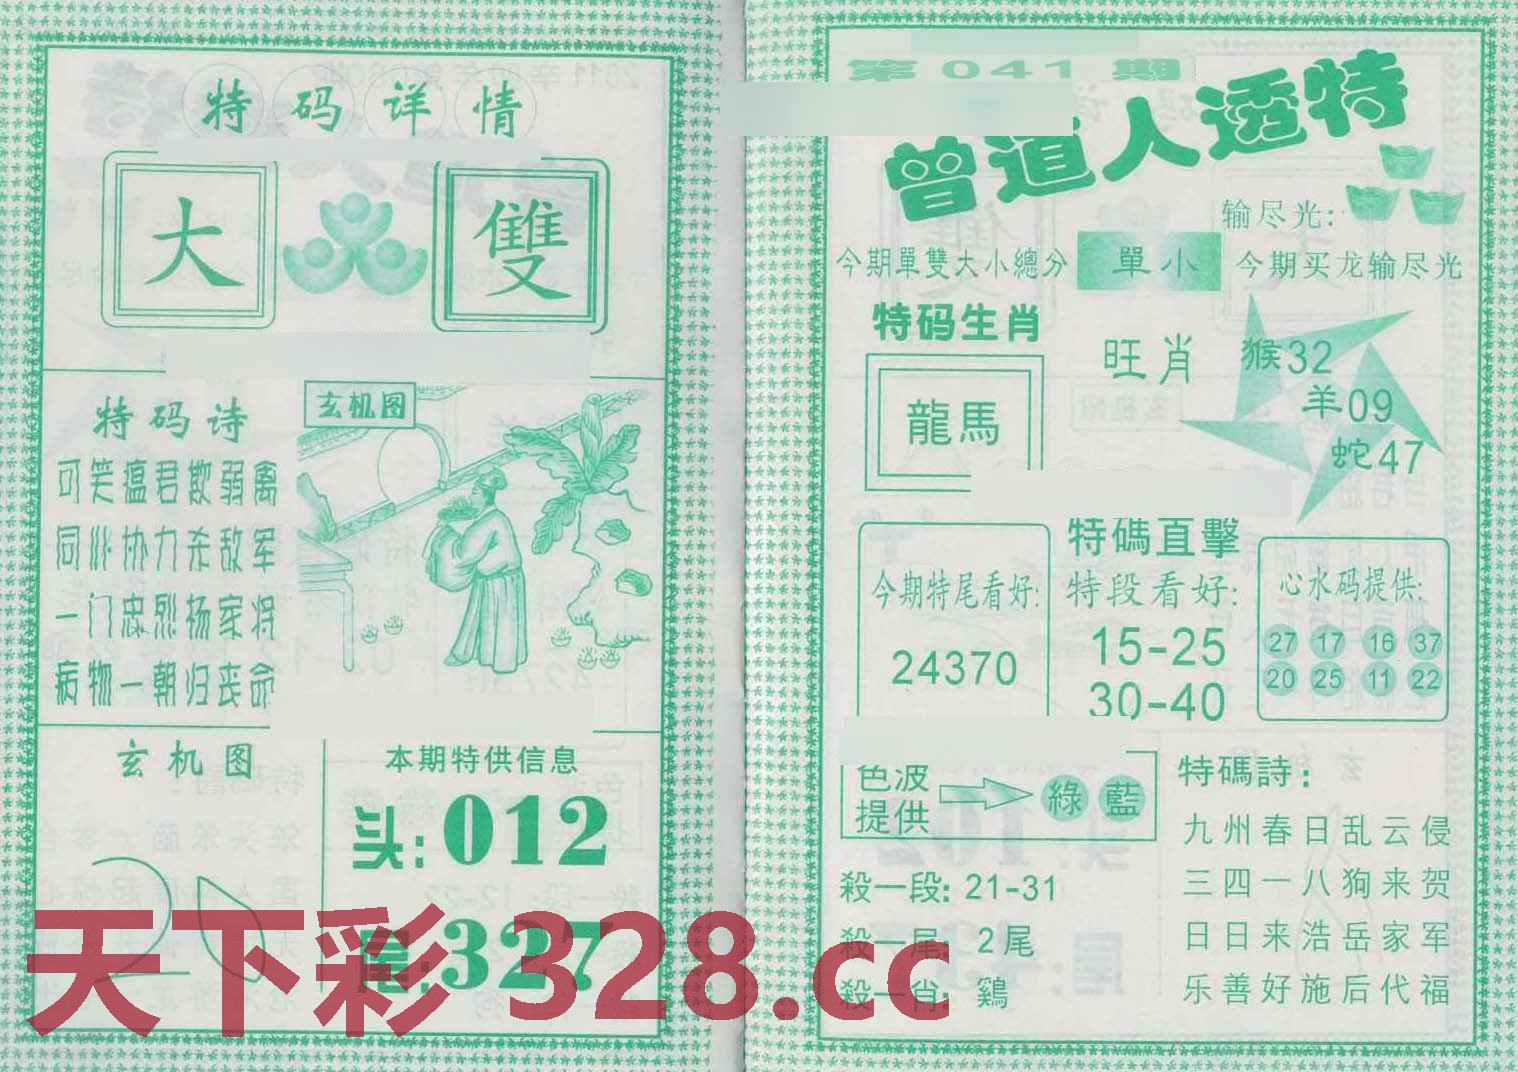 特码详情
大 雙
特码诗
可笑瘟君欺弱禽
同心协力杀敌军
一门忠烈杨家将
病物一朝归丧命
玄机图
玄机图
本期特供信息
头:012
尾:327
第041期
曾道人透特
输尽光:
今期單雙大小總分 單小 今期买龙输尽光
特码生肖
龍馬
旺肖
猴32
羊09
蛇47
今期特尾看好:
24370
特碼直擊
特段看好:
15-25
30-40
心水码提供:
27 17 16 37
20 25 11 22
色波
提供
綠 藍
殺一段: 21-31
殺一尾: 2尾
殺一肖: 鷄
特碼詩:
九州春日乱云侵
三四一八狗来贺
日日来浩岳家军
乐善好施后代福
天下彩 328.cc